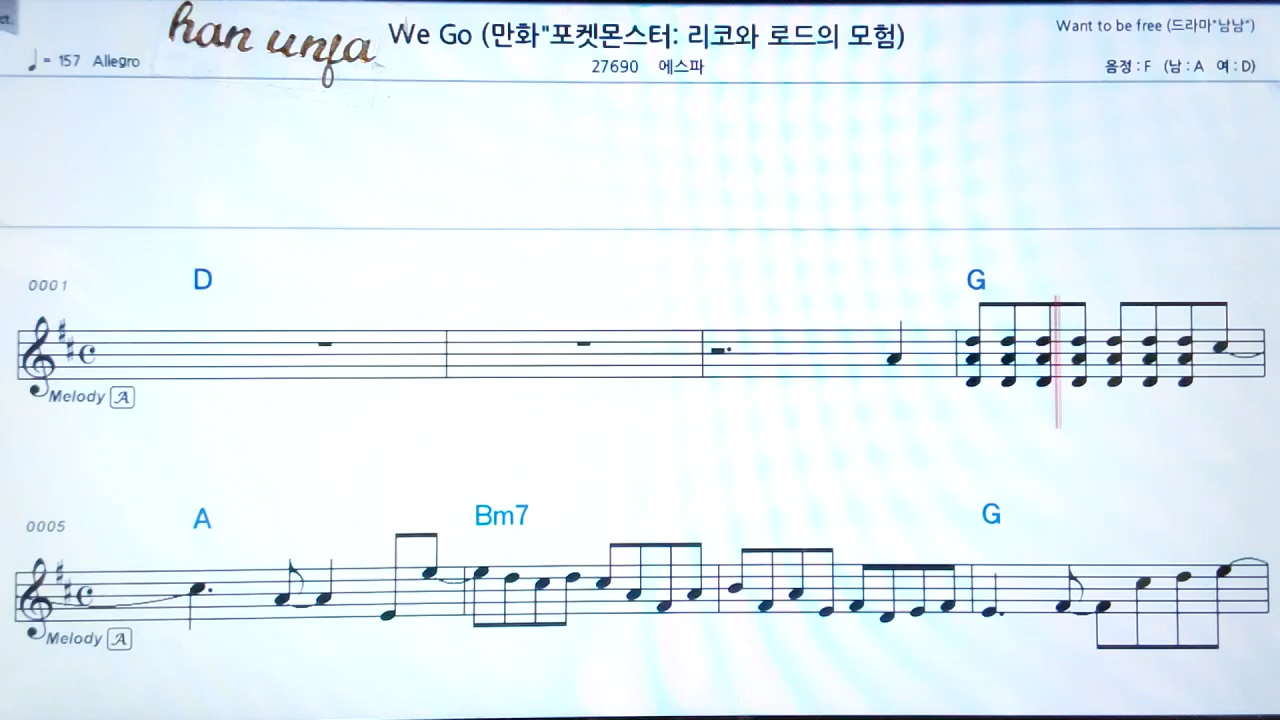 ct.
han unfa
We Go (만화"포켓몬스터: 리코와 로드의 모험)
Want to be free (드라마"남남")
♩= 157 Allegro
27690 에스파
음정 : F (남 : A 여 : D)
0001
D
G
Melody A
0005
A
Bm7
G
Melody A